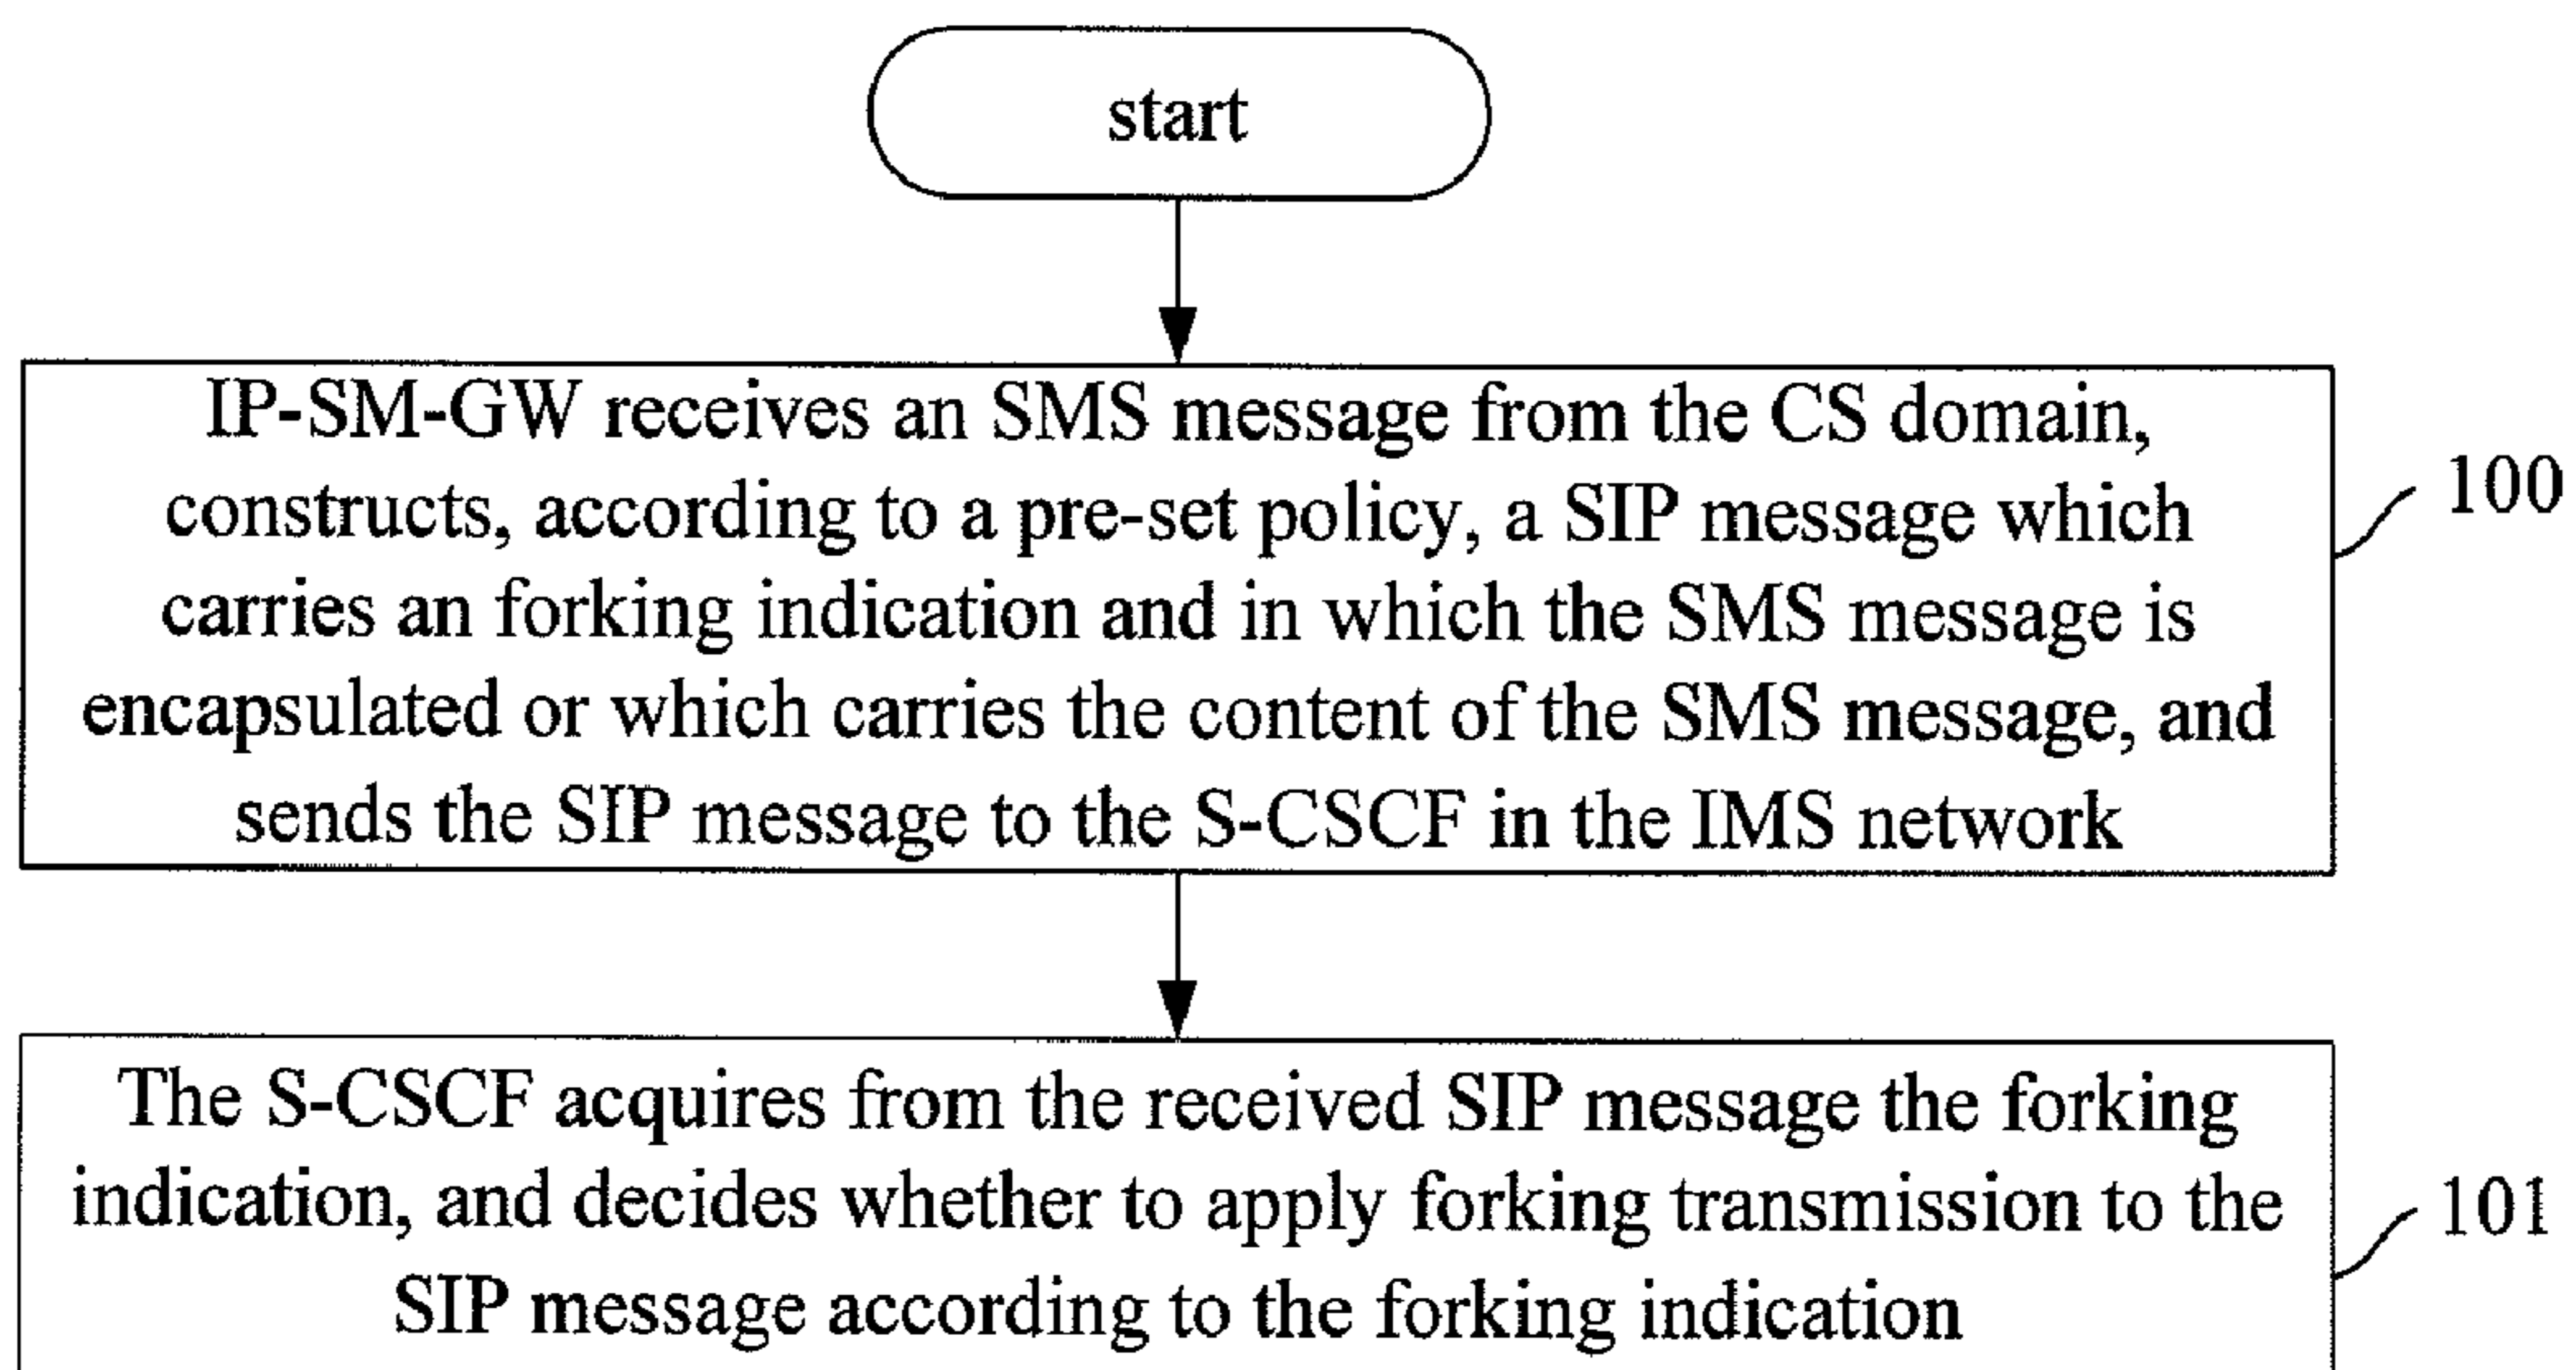 start
IP-SM-GW receives an SMS message from the CS domain,
constructs, according to a pre-set policy, a SIP message which
carries an forking indication and in which the SMS message is
encapsulated or which carries the content of the SMS message, and
sends the SIP message to the S-CSCF in the IMS network
100
The S-CSCF acquires from the received SIP message the forking
indication, and decides whether to apply forking transmission to the
SIP message according to the forking indication
101